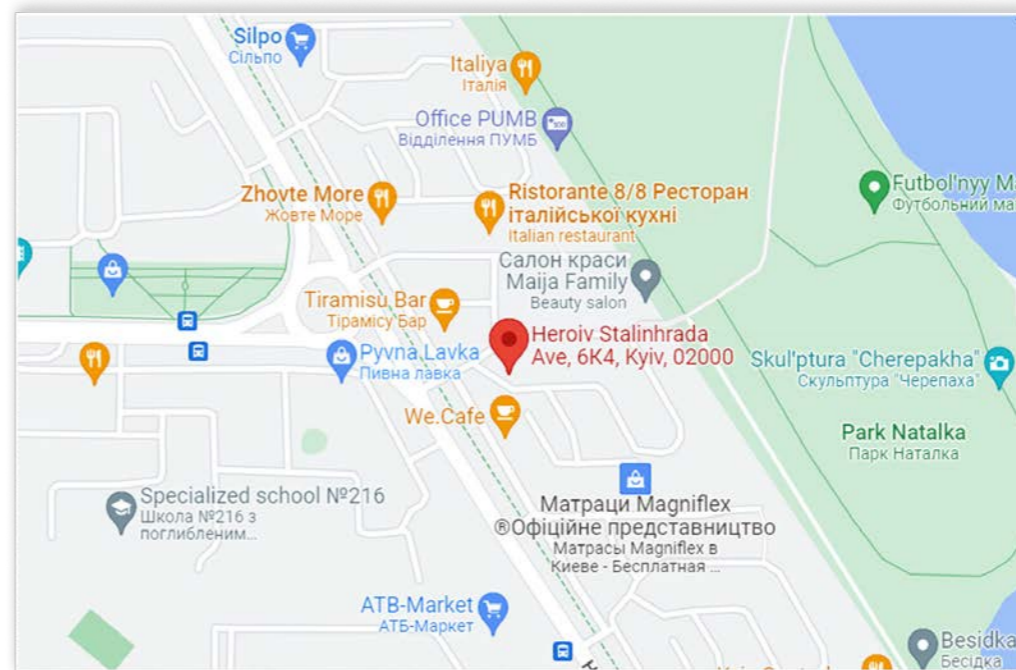 Silpo
Сільпо
Italiya
Італія
Office PUMB
Відділення ПУМБ
Zhovte More
Жовте Море
Ristorante 8/8 Ресторан
італійської кухні
Italian restaurant
Futbol'nyy Ma
Футбольний ма
Салон краси
Maija Family
Beauty salon
Tiramisu Bar
Тірамісу Бар
Pyvna Lavka
Пивна лавка
Heroiv Stalinhrada
Ave, 6К4, Kyiv, 02000
Skul'ptura "Cherepakha"
Скульптура "Черепаха"
We.Cafe
Park Natalka
Парк Наталка
Specialized school №216
Школа №216 з
поглибленим...
Матраци Magniflex
®Офіційне представництво
Матрасы Magniflex в
Киеве - Бесплатная ...
ATB-Market
АТБ-Маркет
Besidka
Бесідка